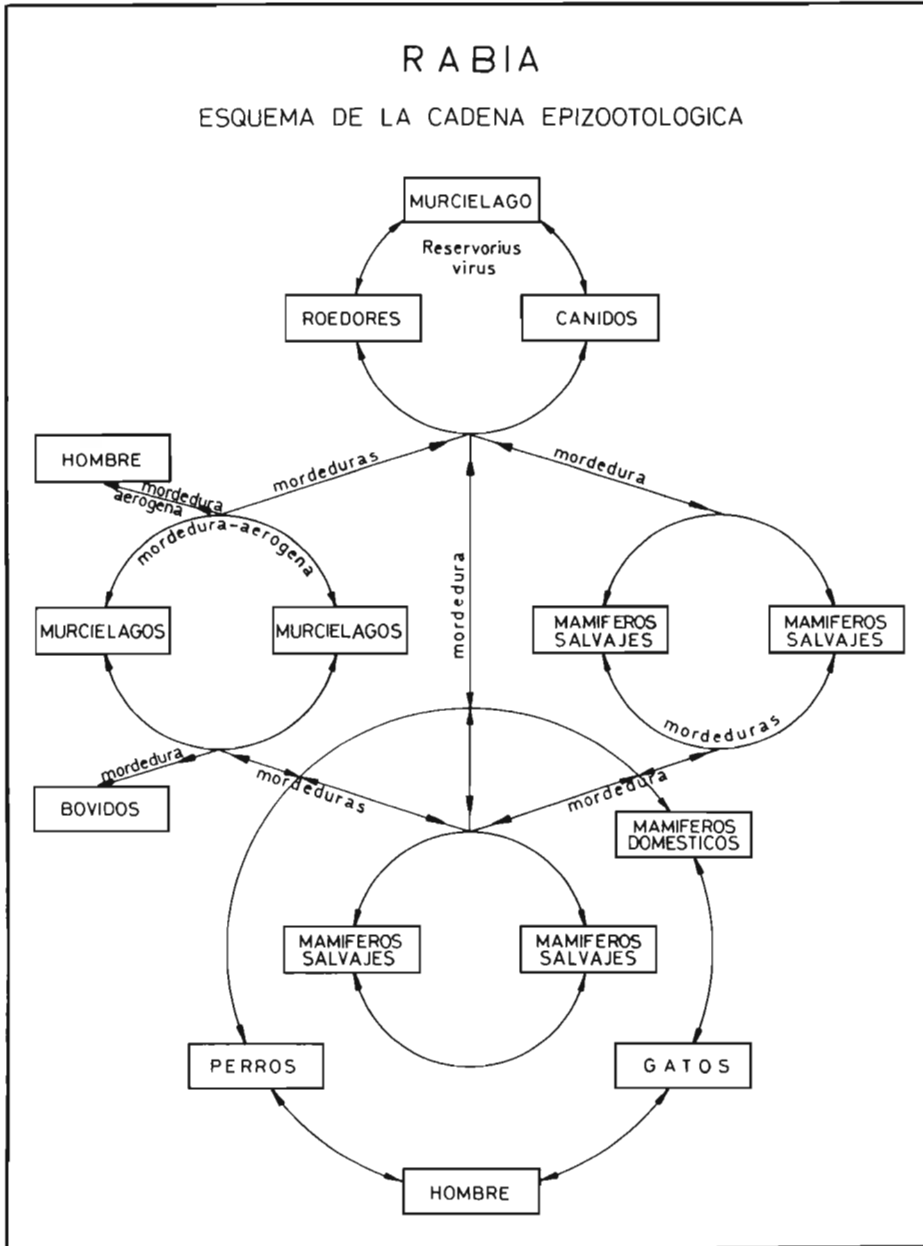 RABIA
ESQUEMA DE LA CADENA EPIZOOTOLOGICA
MURCIELAGO
Reservorius
virus
ROEDORES
CANIDOS
HOMBRE
mordedura
aerogena
mordeduras
mordedura
mordedura-aerogena
mordedura
MURCIELAGOS
MURCIELAGOS
MAMIFEROS
SALVAJES
MAMIFEROS
SALVAJES
mordeduras
mordedura
mordeduras
mordedura
BOVIDOS
MAMIFEROS
DOMESTICOS
MAMIFEROS
SALVAJES
MAMIFEROS
SALVAJES
PERROS
GATOS
HOMBRE